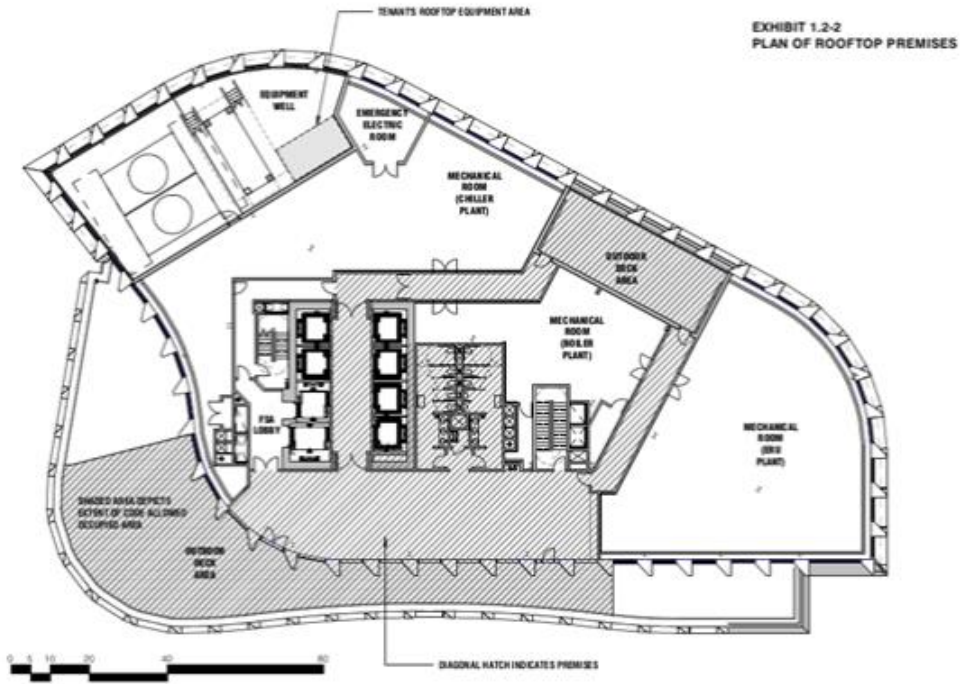 TENANTS ROOFTOP EQUIPMENT AREA
EXHIBIT 1.2-2
PLAN OF ROOFTOP PREMISES
EQUIPMENT
WELL
EMERGENCY
ELECTRIC
ROOM
MECHANICAL
ROOM
(CHILLER
PLANT)
OUTDOOR
DECK
AREA
MECHANICAL
ROOM
(BOILER
PLANT)
FSA
LOBBY
MECHANICAL
ROOM
(ERU
PLANT)
SHADED AREA DEPICTS
EXTENT OF CODE ALLOWED
OCCUPIED AREA
OUTDOOR
DECK
AREA
0 5 10 20 40 80
DIAGONAL HATCH INDICATES PREMISES